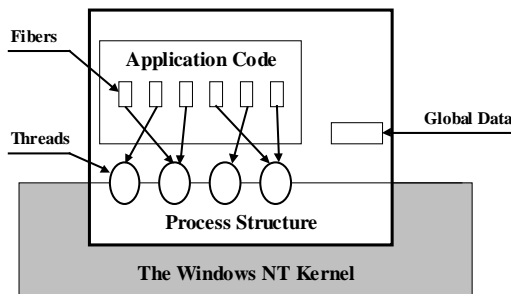 Fibers
Application Code
Global Data
Threads
Process Structure
The Windows NT Kernel